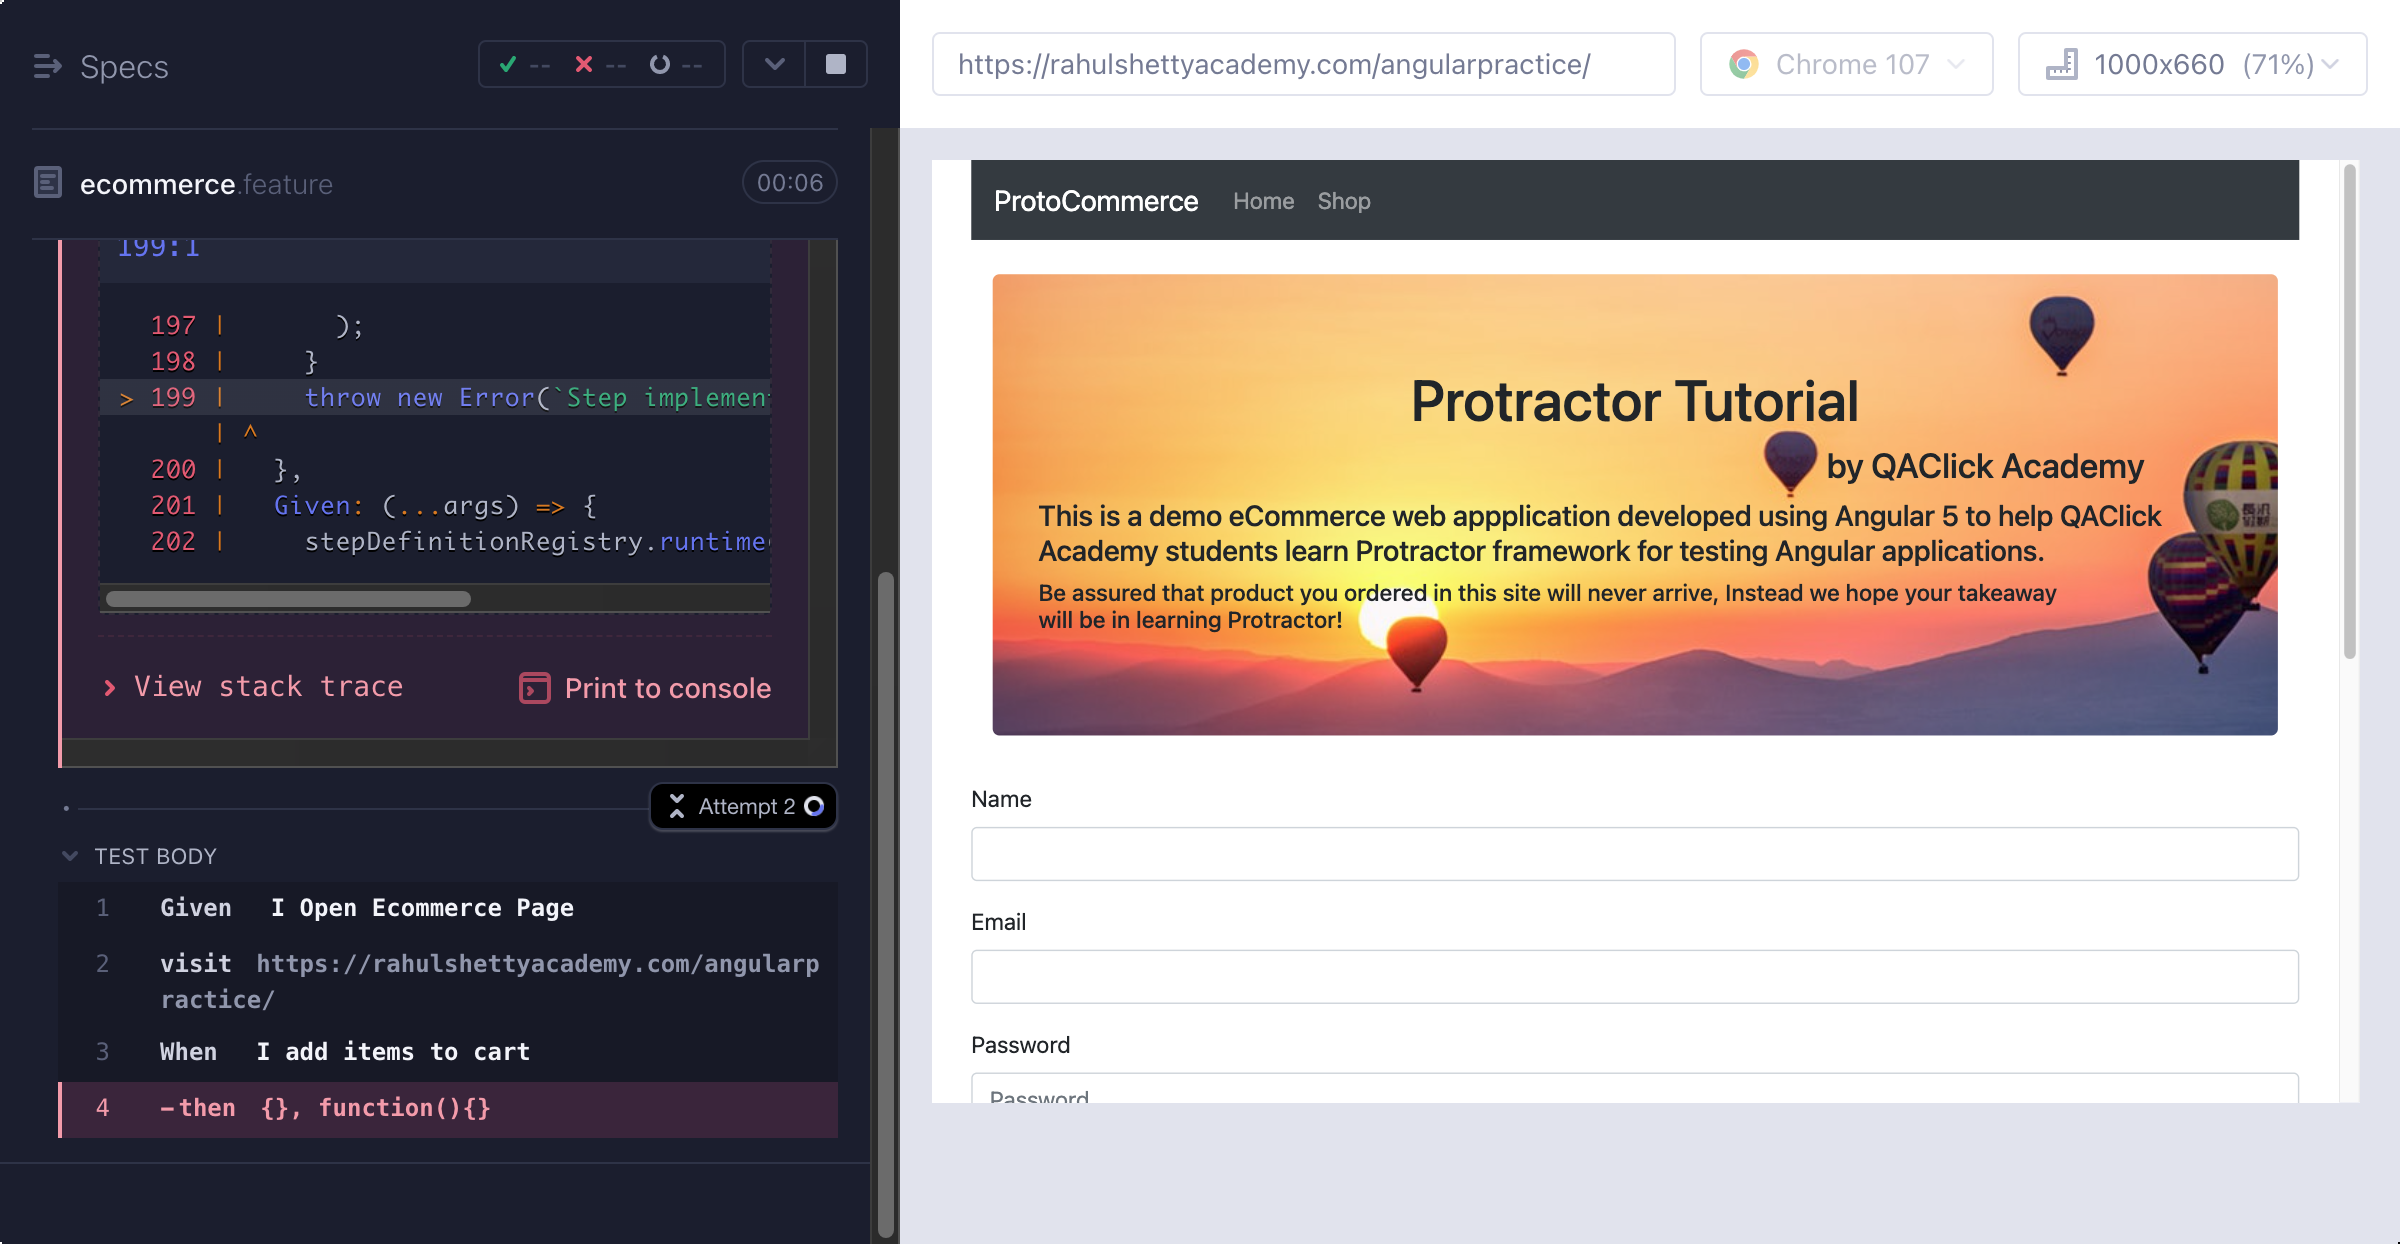 Specs
-- -- --
ecommerce.feature
00:06
199:1
197 | );
198 | }
> 199 | throw new Error(`Step implemen
| ^
200 | },
201 | Given: (...args) => {
202 | stepDefinitionRegistry.runtime
View stack trace
Print to console
Attempt 2
TEST BODY
1 Given I Open Ecommerce Page
2 visit https://rahulshettyacademy.com/angularp
ractice/
3 When I add items to cart
4 -then {}, function(){}
https://rahulshettyacademy.com/angularpractice/
Chrome 107
1000x660 (71%)
ProtoCommerce Home Shop
Protractor Tutorial
by QAClick Academy
This is a demo eCommerce web appplication developed using Angular 5 to help QAClick
Academy students learn Protractor framework for testing Angular applications.
Be assured that product you ordered in this site will never arrive, Instead we hope your takeaway
will be in learning Protractor!
Name
Email
Password
Password